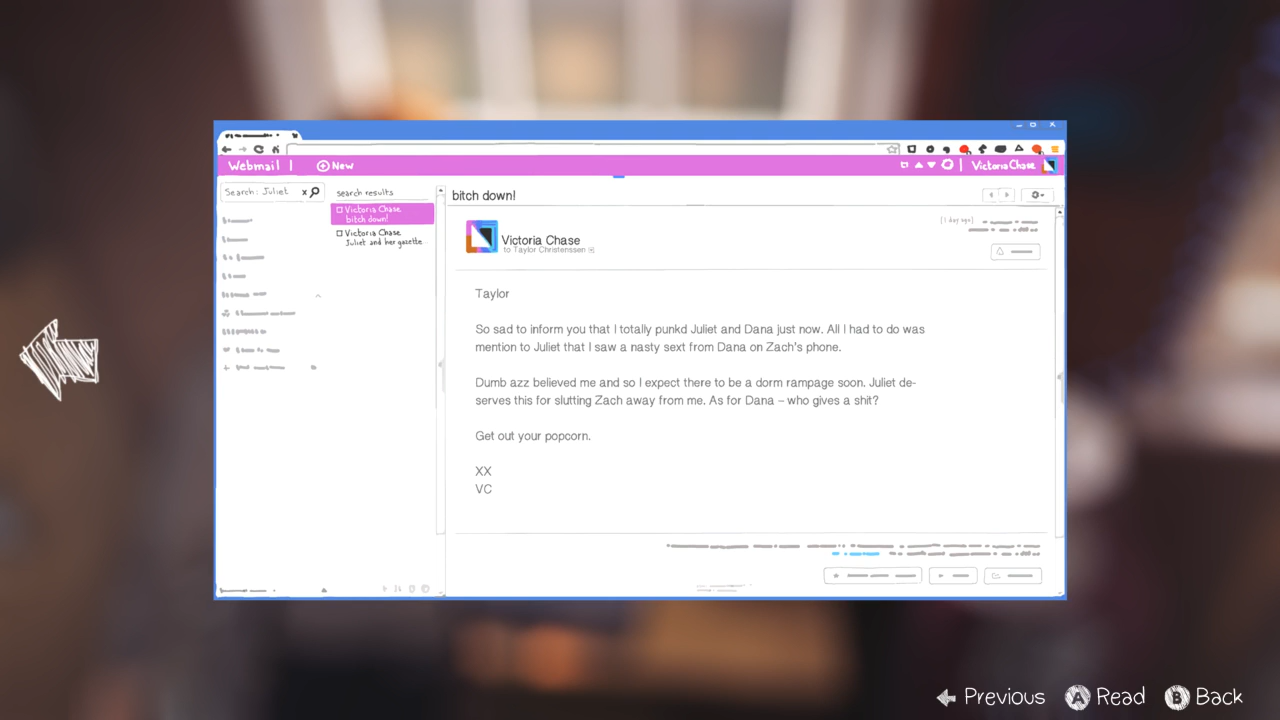 Webmail |
New
| Victoria Chase
Search: Juliet x
search results
Victoria Chase
bitch down!
Victoria Chase
Juliet and her gazette..
bitch down!
Victoria Chase
to Taylor Christenssen
[1 day ago]
Taylor
So sad to inform you that I totally punkd Juliet and Dana just now. All I had to do was
mention to Juliet that I saw a nasty sext from Dana on Zach's phone.
Dumb azz believed me and so I expect there to be a dorm rampage soon. Juliet de-
serves this for slutting Zach away from me. As for Dana – who gives a shit?
Get out your popcorn.
XX
VC
Previous A Read B Back